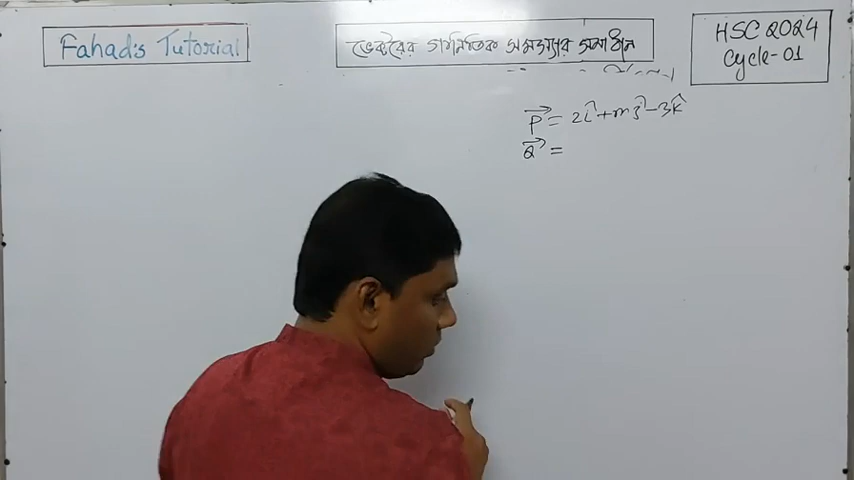 Fahad's Tutorial
ভেক্টরের গাণিতিক সমস্যার সমাধান
HSC 2024
Cycle-01
P⃗ = 2î + mĵ - 3k̂
Q⃗ =